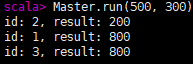 scala> Master.run(500, 300)
id: 2, result: 200
id: 1, result: 800
id: 3, result: 800